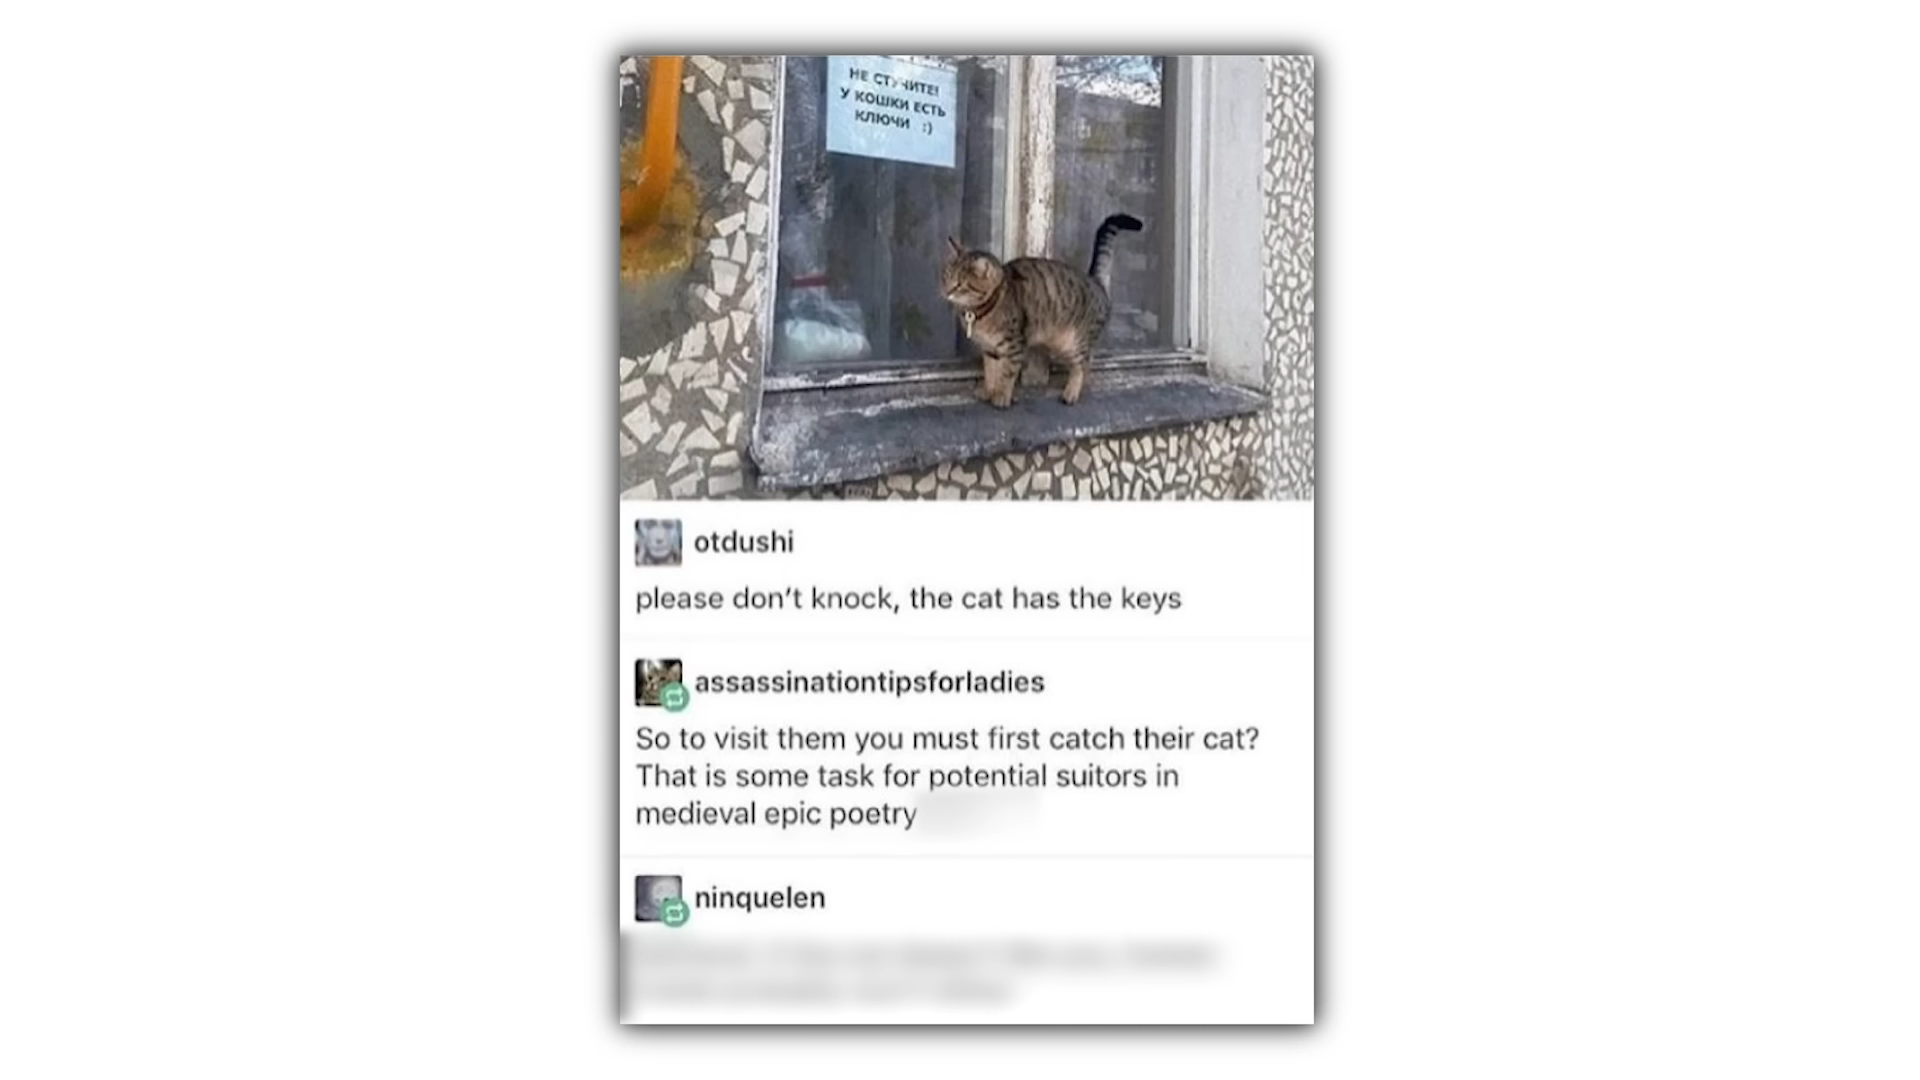 НЕ СТУЧИТЕ!
У КОШКИ ЕСТЬ
КЛЮЧИ :)
otdushi
please don't knock, the cat has the keys
assassinationtipsforladies
So to visit them you must first catch their cat?
That is some task for potential suitors in
medieval epic poetry
ninquelen